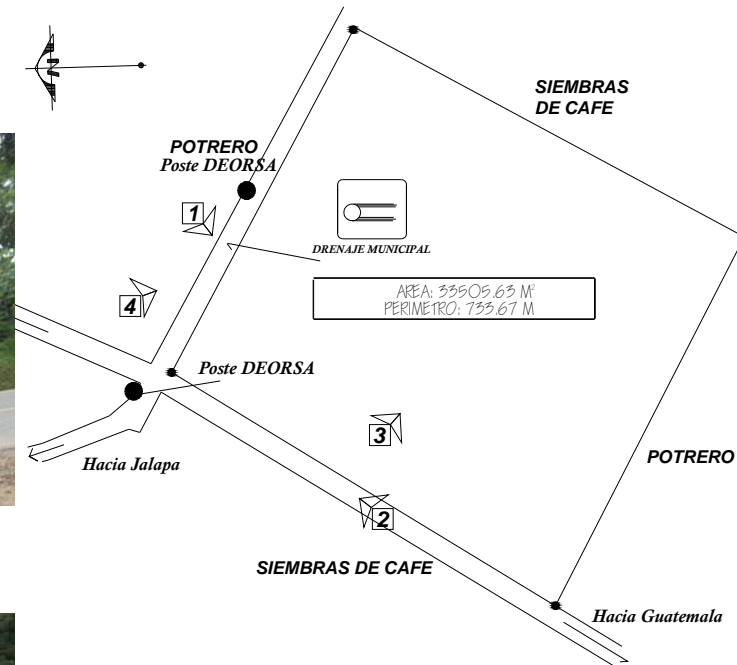 N
SIEMBRAS
DE CAFE
POTRERO
Poste DEORSA
1
DRENAJE MUNICIPAL
4
AREA: 33505.63 M²
PERIMETRO: 733.67 M
Poste DEORSA
3
Hacia Jalapa
POTRERO
2
SIEMBRAS DE CAFE
Hacia Guatemala